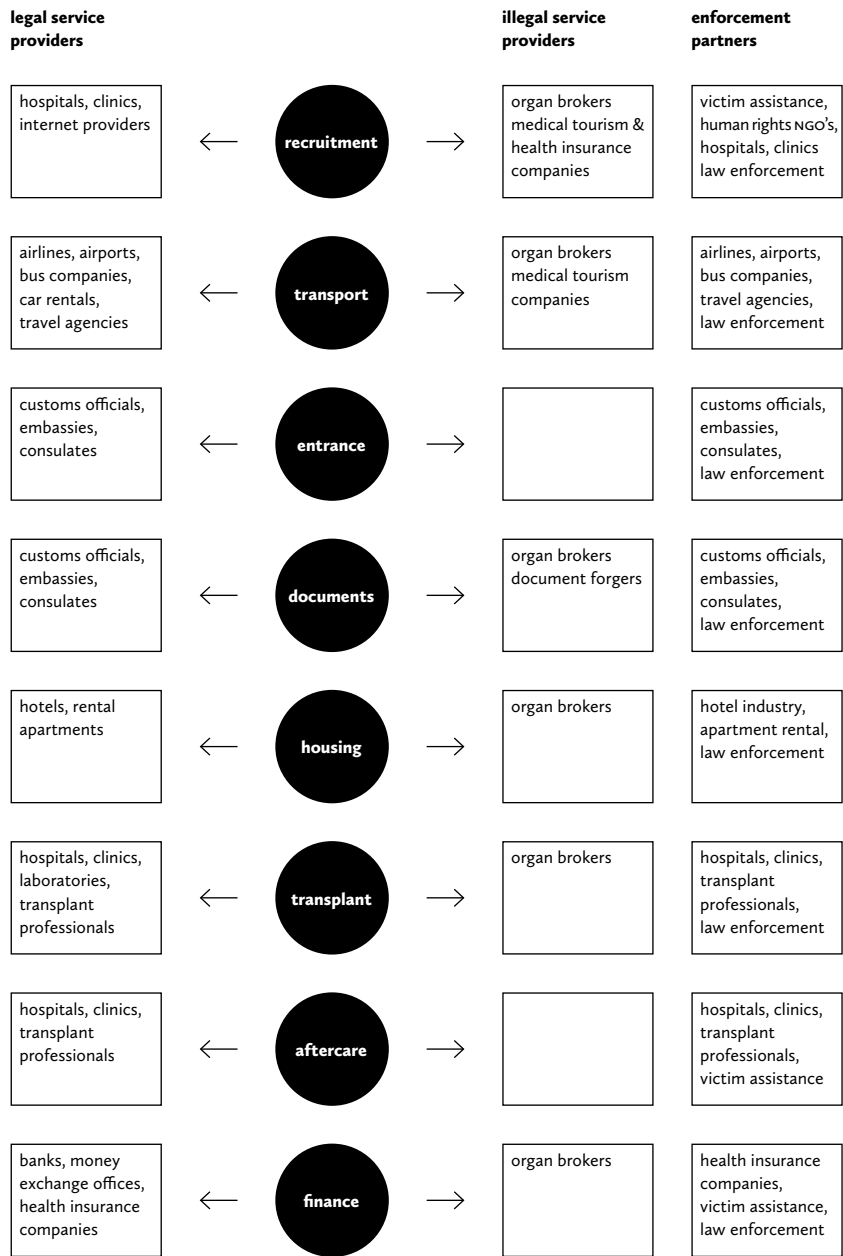 legal service
providers
illegal service
providers
enforcement
partners
hospitals, clinics,
internet providers
recruitment
organ brokers
medical tourism &
health insurance
companies
victim assistance,
human rights NGO's,
hospitals, clinics
law enforcement
airlines, airports,
bus companies,
car rentals,
travel agencies
transport
organ brokers
medical tourism
companies
airlines, airports,
bus companies,
travel agencies,
law enforcement
customs officials,
embassies,
consulates
entrance
customs officials,
embassies,
consulates,
law enforcement
customs officials,
embassies,
consulates
documents
organ brokers
document forgers
customs officials,
embassies,
consulates,
law enforcement
hotels, rental
apartments
housing
organ brokers
hotel industry,
apartment rental,
law enforcement
hospitals, clinics,
laboratories,
transplant
professionals
transplant
organ brokers
hospitals, clinics,
transplant
professionals,
law enforcement
hospitals, clinics,
transplant
professionals
aftercare
hospitals, clinics,
transplant
professionals,
victim assistance
banks, money
exchange offices,
health insurance
companies
finance
organ brokers
health insurance
companies,
victim assistance,
law enforcement